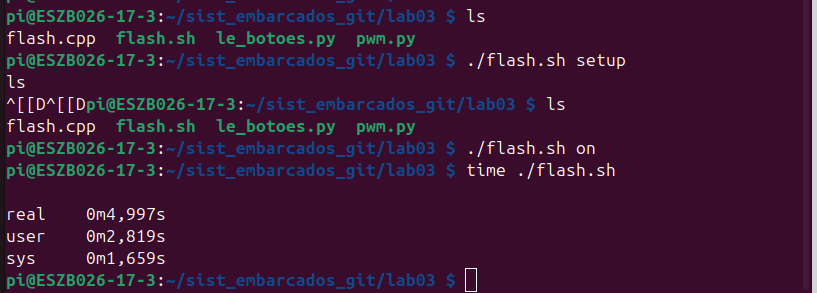 pi@ESZB026-17-3:~/sist_embarcados_git/lab03 $ ls
flash.cpp  flash.sh  le_botoes.py  pwm.py
pi@ESZB026-17-3:~/sist_embarcados_git/lab03 $ ./flash.sh setup
ls
^[[D^[[Dpi@ESZB026-17-3:~/sist_embarcados_git/lab03 $ ls
flash.cpp  flash.sh  le_botoes.py  pwm.py
pi@ESZB026-17-3:~/sist_embarcados_git/lab03 $ ./flash.sh on
pi@ESZB026-17-3:~/sist_embarcados_git/lab03 $ time ./flash.sh
real    0m4,997s
user    0m2,819s
sys     0m1,659s
pi@ESZB026-17-3:~/sist_embarcados_git/lab03 $